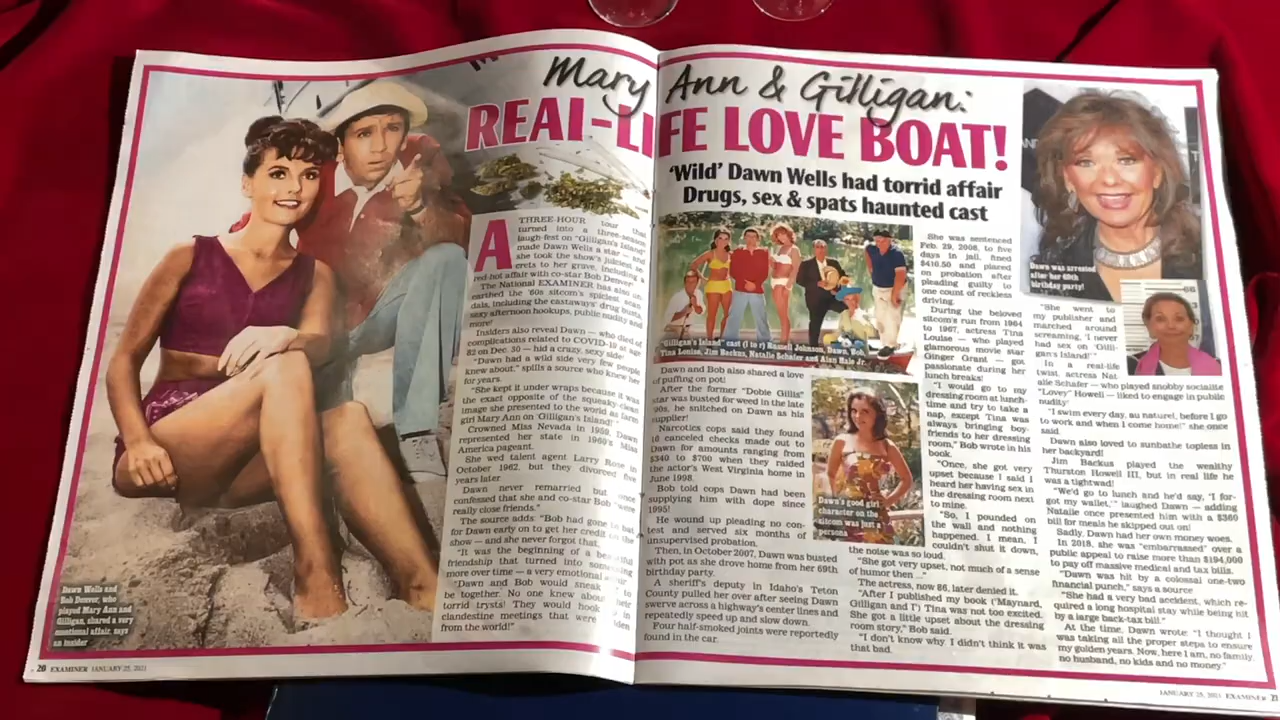 Mary Ann & Gilligan:
REAL-LIFE LOVE BOAT!
'Wild' Dawn Wells had torrid affair
Drugs, sex & spats haunted cast
A THREE-HOUR tour that
turned into a three-season
laugh-fest on "Gilligan's Island"
made Dawn Wells a star — and
she took the show's juiciest se-
crets to her grave, including a
red-hot affair with co-star Bob Denver!
The National EXAMINER has also un-
earthed the '60s sitcom's spiciest scan-
dals, including the castaways' drug busts,
sexy afternoon hookups, public nudity and
more!
Insiders also reveal Dawn — who died of
complications related to COVID-19 at age
82 on Dec. 30 — hid a crazy, sexy side!
"Dawn had a wild side very few people
knew about," spills a source who knew her
for years.
"She kept it under wraps because it was
the exact opposite of the squeaky-clean
image she presented to the world as farm
girl Mary Ann on 'Gilligan's Island!'"
Crowned Miss Nevada in 1959, Dawn
represented her state in 1960's Miss
America pageant.
She wed talent agent Larry Rose in
October 1962, but they divorced five
years later.
Dawn never remarried but once
confessed that she and co-star Bob "were
really close friends."
The source adds: "Bob had gone to bat
for Dawn early on to get her credit on the
show — and she never forgot that.
"It was the beginning of a beautiful
friendship that turned into something
more over time — a very emotional affair.
"Dawn and Bob would sneak to
be together. No one knew about their
torrid trysts! They would hook
clandestine meetings that were hidden
from the world!"
Dawn Wells and
Bob Denver, who
played Mary Ann and
Gilligan, shared a very
emotional affair, says
an insider
20 EXAMINER JANUARY 25, 2021
"Gilligan's Island" cast (l to r) Russell Johnson, Dawn, Bob,
Tina Louise, Jim Backus, Natalie Schafer and Alan Hale Jr.
Dawn and Bob also shared a love
of puffing on pot!
After the former "Dobie Gillis"
star was busted for weed in the late
'90s, he snitched on Dawn as his
supplier!
Narcotics cops said they found
16 canceled checks made out to
Dawn for amounts ranging from
$340 to $700 when they raided
the actor's West Virginia home in
June 1998.
Bob told cops Dawn had been
supplying him with dope since
1995!
He wound up pleading no con-
test and served six months of
unsupervised probation.
Then, in October 2007, Dawn was busted
with pot as she drove home from her 69th
birthday party.
A sheriff's deputy in Idaho's Teton
County pulled her over after seeing Dawn
swerve across a highway's center lines and
repeatedly speed up and slow down.
Four half-smoked joints were reportedly
found in the car.
Dawn's good girl
character on the
sitcom was just a
persona
She was sentenced
Feb. 29, 2008, to five
days in jail, fined
$410.50 and placed
on probation after
pleading guilty to
one count of reckless
driving.
During the beloved
sitcom's run from 1964
to 1967, actress Tina
Louise — who played
glamorous movie star
Ginger Grant — got
passionate during her
lunch breaks!
"I would go to my
dressing room at lunch-
time and try to take a
nap, except Tina was
always bringing boy-
friends to her dressing
room," Bob wrote in his
book.
"Once, she got very
upset because I said I
heard her having sex in
the dressing room next
to mine.
"So, I pounded on
the wall and nothing
happened. I mean, I
couldn't shut it down,
the noise was so loud.
"She got very upset, not much of a sense
of humor then ..."
The actress, now 86, later denied it.
"After I published my book ('Maynard,
Gilligan and I') Tina was not too excited.
She got a little upset about the dressing
room story," Bob said.
"I don't know why. I didn't think it was
that bad.
Dawn was arrested
after her 69th
birthday party!
"She went to
my publisher and
marched around
screaming, 'I never
had sex on 'Gilli-
gan's Island!'"
In a real-life
twist, actress Nat-
alie Schafer — who played snobby socialite
"Lovey" Howell — liked to engage in public
nudity!
"I swim every day, au naturel, before I go
to work and when I come home!" she once
said.
Dawn also loved to sunbathe topless in
her backyard!
Jim Backus played the wealthy
Thurston Howell III, but in real life he
was a tightwad!
"We'd go to lunch and he'd say, 'I for-
got my wallet,'" laughed Dawn — adding
Natalie once presented him with a $360
bill for meals he skipped out on!
Sadly, Dawn had her own money woes.
In 2018, she was "embarrassed" over a
public appeal to raise more than $194,000
to pay off massive medical and tax bills.
"Dawn was hit by a colossal one-two
financial punch," says a source
"She had a very bad accident, which re-
quired a long hospital stay while being hit
by a large back-tax bill."
At the time, Dawn wrote: "I thought I
was taking all the proper steps to ensure
my golden years. Now, here I am, no family,
no husband, no kids and no money."
JANUARY 25, 2021 EXAMINER 21